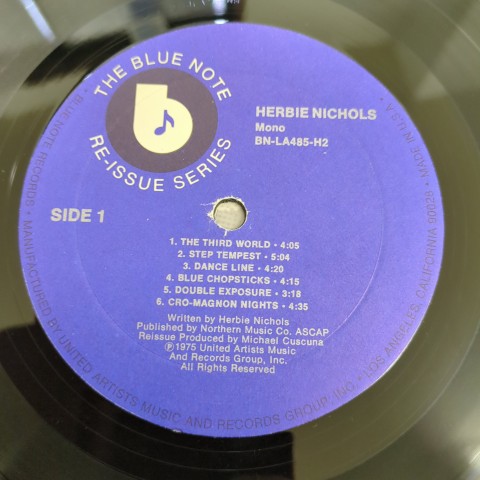 THE BLUE NOTE
RE-ISSUE SERIES
b
HERBIE NICHOLS
Mono
BN-LA485-H2
SIDE 1
1. THE THIRD WORLD • 4:05
2. STEP TEMPEST • 5:04
3. DANCE LINE • 4:20
4. BLUE CHOPSTICKS • 4:15
5. DOUBLE EXPOSURE • 3:18
6. CRO-MAGNON NIGHTS • 4:35
Written by Herbie Nichols
Published by Northern Music Co. ASCAP
Reissue Produced by Michael Cuscuna
℗1975 United Artists Music
And Records Group, Inc.
All Rights Reserved
BLUE NOTE RECORDS • MANUFACTURED BY UNITED ARTISTS MUSIC AND RECORDS GROUP, INC. • LOS ANGELES, CALIFORNIA 90028 • MADE IN U.S.A.